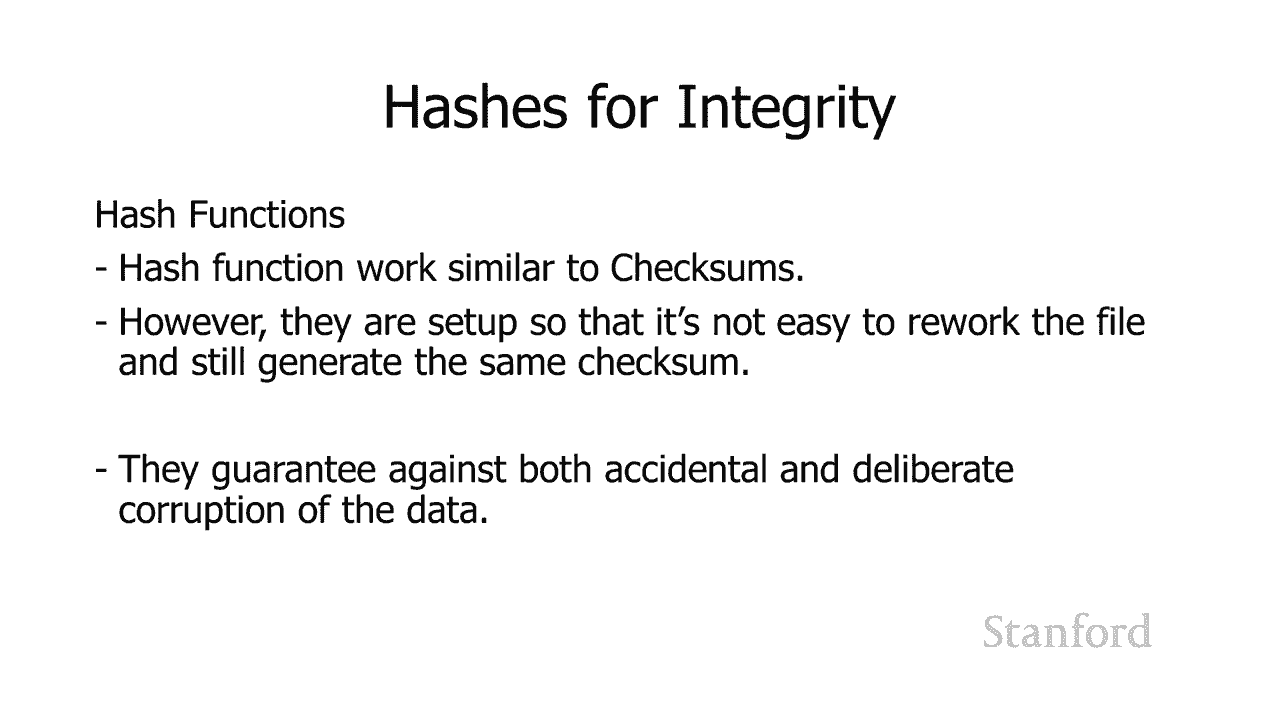 Hashes for Integrity
Hash Functions
- Hash function work similar to Checksums.
- However, they are setup so that it’s not easy to rework the file
and still generate the same checksum.
- They guarantee against both accidental and deliberate
corruption of the data.
Stanford